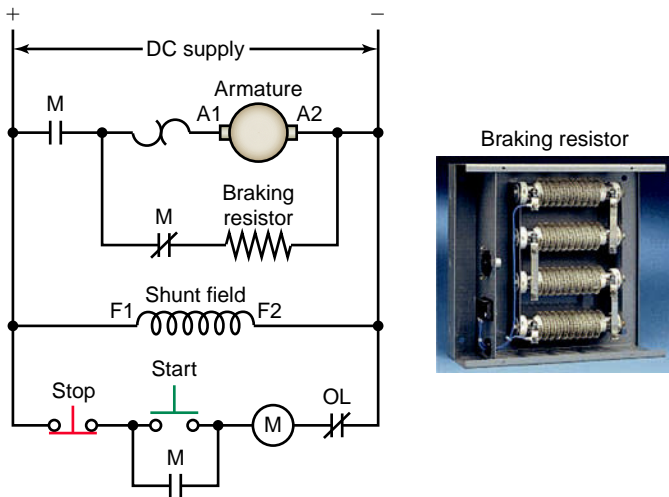 + −
DC supply
Armature
M
A1 A2
Braking resistor
Braking
resistor
M
Shunt field
F1 F2
Start
Stop
OL
M
M